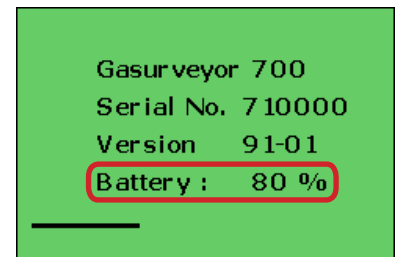 Gasurveyor 700
Serial No. 710000
Version 91-01
Battery : 80 %